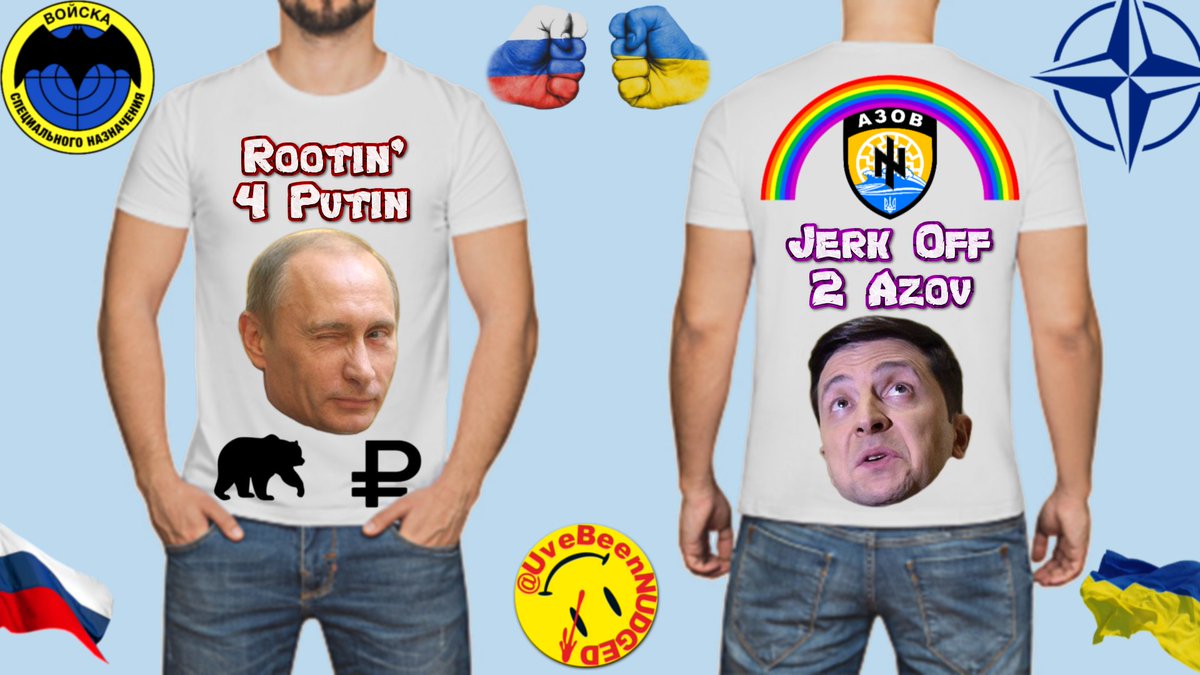 ВОЙСКА
СПЕЦИАЛЬНОГО НАЗНАЧЕНИЯ
Rootin'
4 Putin
АЗОВ
Jerk Off
2 Azov
@UveBeenNUDGED